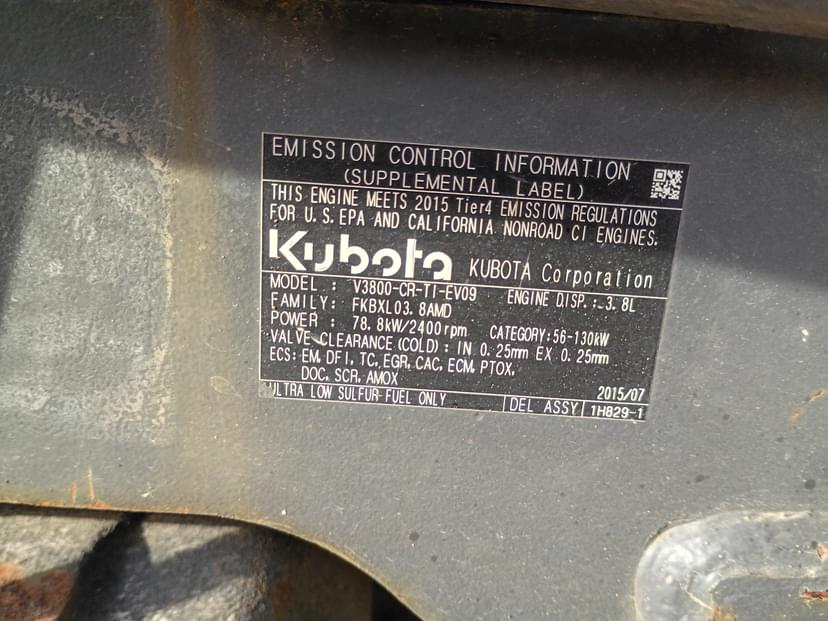 EMISSION CONTROL INFORMATION
(SUPPLEMENTAL LABEL)
THIS ENGINE MEETS 2015 Tier4 EMISSION REGULATIONS
FOR U.S. EPA AND CALIFORNIA NONROAD CI ENGINES.
Kubota KUBOTA Corporation
MODEL : V3800-CR-TI-EV09 ENGINE DISP.: 3.8L
FAMILY: FKBXL03.8AMD
POWER : 78.8kW/2400rpm CATEGORY:56-130kW
VALVE CLEARANCE(COLD): IN 0.25mm EX 0.25mm
ECS: EM, DFI, TC, EGR, CAC, ECM, PTOX,
DOC, SCR, AMOX 2015/07
ULTRA LOW SULFUR FUEL ONLY DEL ASSY 1H829-1